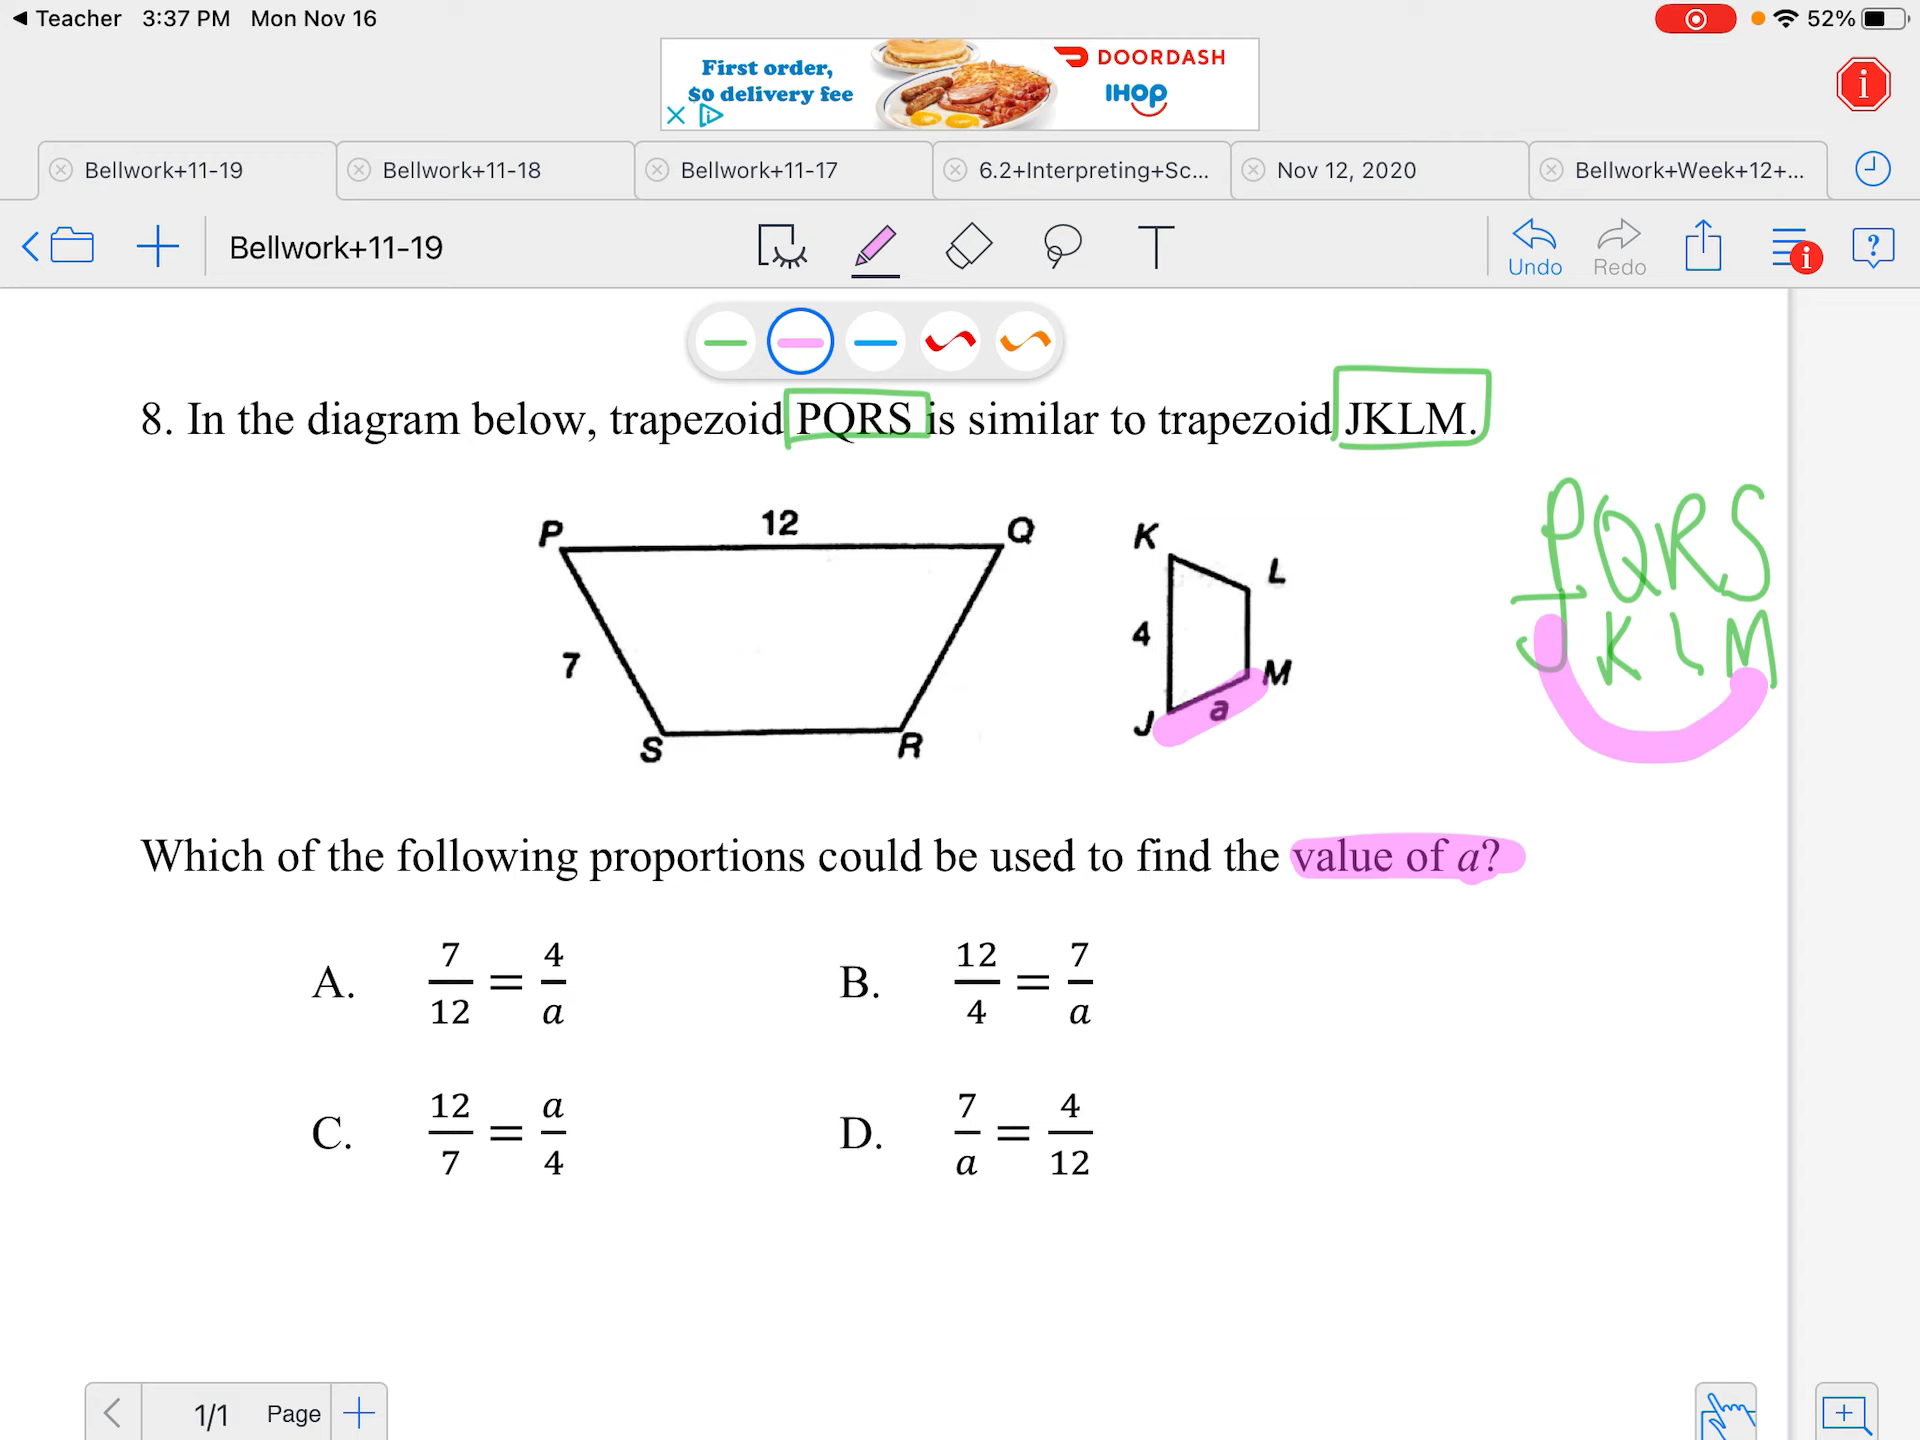 Teacher 3:37 PM Mon Nov 16 52%
First order, DOORDASH
$0 delivery fee IHOP
Bellwork+11-19 Bellwork+11-18 Bellwork+11-17 6.2+Interpreting+Sc... Nov 12, 2020 Bellwork+Week+12+...
Bellwork+11-19 T Undo Redo
8. In the diagram below, trapezoid PQRS is similar to trapezoid JKLM.
P 12 Q K L
7 4 M
S R J a
PQRS
JKLM
Which of the following proportions could be used to find the value of a?
A. 7/12 = 4/a B. 12/4 = 7/a
C. 12/7 = a/4 D. 7/a = 4/12
1/1 Page